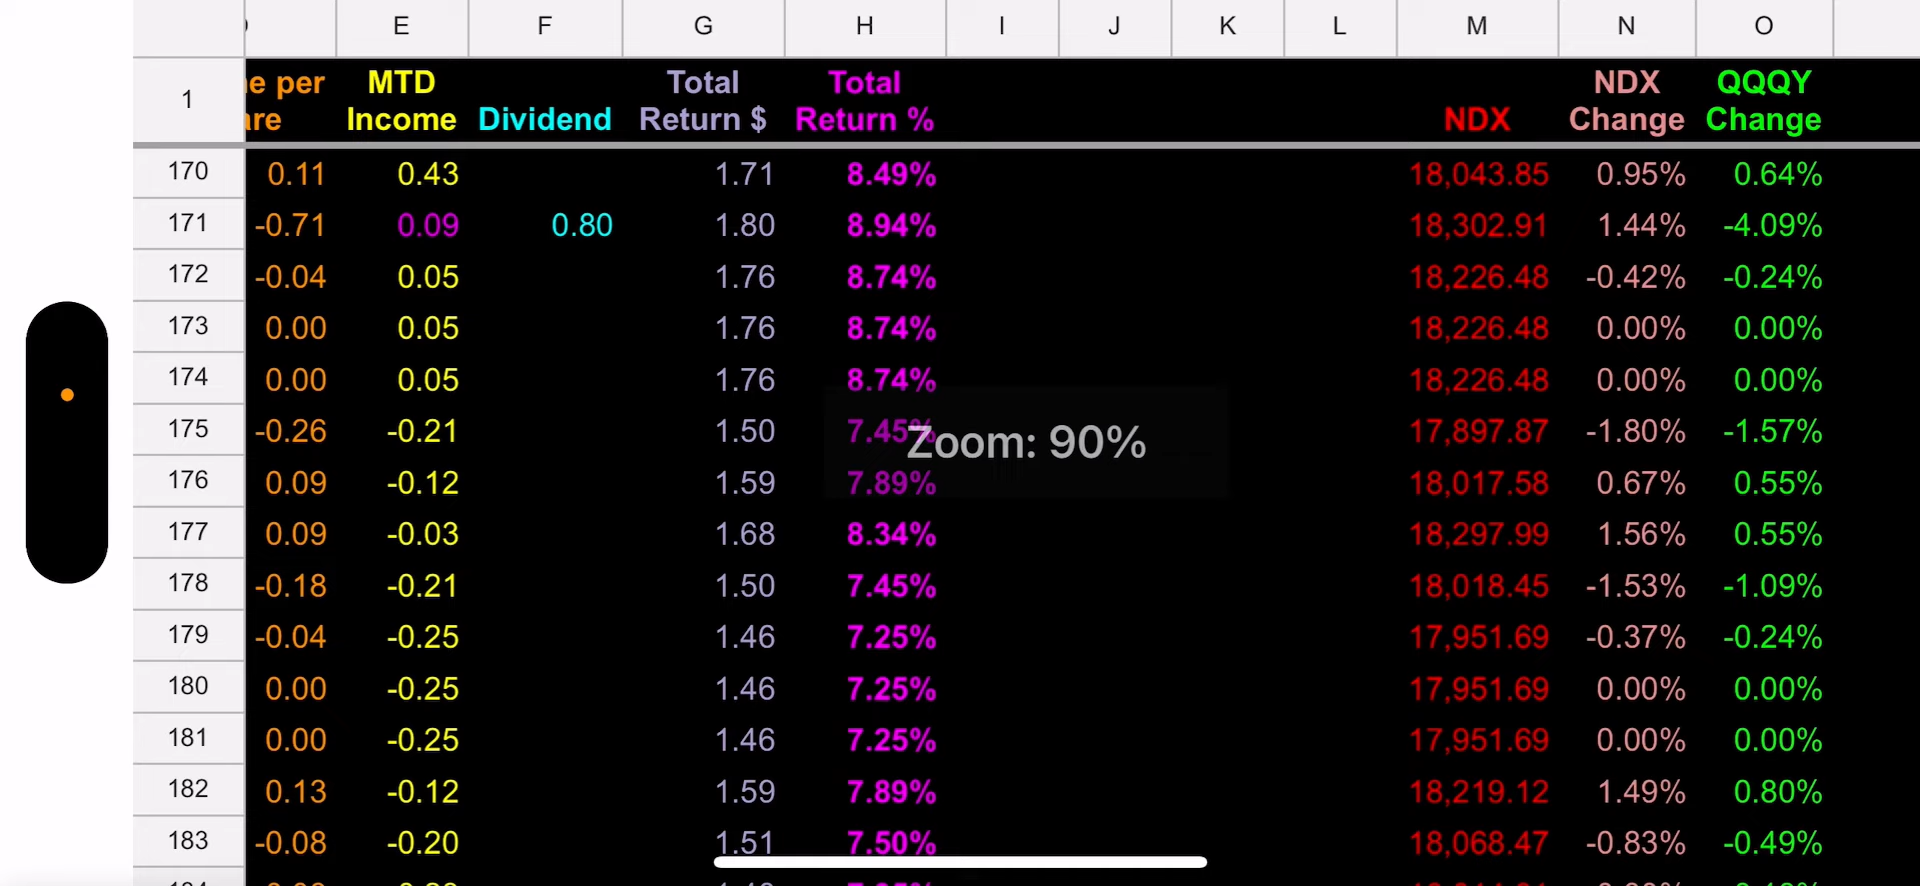 E F G H I J K L M N O
1 e per are MTD Income Dividend Total Return $ Total Return % NDX NDX Change QQQY Change
170 0.11 0.43 1.71 8.49% 18,043.85 0.95% 0.64%
171 -0.71 0.09 0.80 1.80 8.94% 18,302.91 1.44% -4.09%
172 -0.04 0.05 1.76 8.74% 18,226.48 -0.42% -0.24%
173 0.00 0.05 1.76 8.74% 18,226.48 0.00% 0.00%
174 0.00 0.05 1.76 8.74% 18,226.48 0.00% 0.00%
175 -0.26 -0.21 1.50 7.45% 17,897.87 -1.80% -1.57%
Zoom: 90%
176 0.09 -0.12 1.59 7.89% 18,017.58 0.67% 0.55%
177 0.09 -0.03 1.68 8.34% 18,297.99 1.56% 0.55%
178 -0.18 -0.21 1.50 7.45% 18,018.45 -1.53% -1.09%
179 -0.04 -0.25 1.46 7.25% 17,951.69 -0.37% -0.24%
180 0.00 -0.25 1.46 7.25% 17,951.69 0.00% 0.00%
181 0.00 -0.25 1.46 7.25% 17,951.69 0.00% 0.00%
182 0.13 -0.12 1.59 7.89% 18,219.12 1.49% 0.80%
183 -0.08 -0.20 1.51 7.50% 18,068.47 -0.83% -0.49%